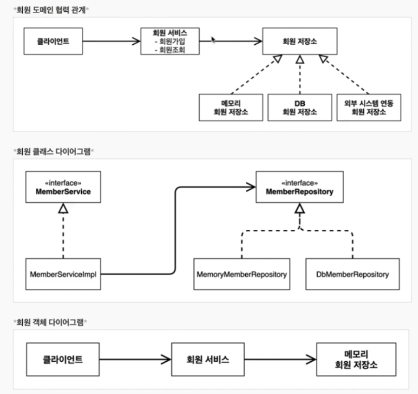 *회원 도메인 협력 관계*
클라이언트
회원 서비스
- 회원가입
- 회원조회
회원 저장소
메모리
회원 저장소
DB
회원 저장소
외부 시스템 연동
회원 저장소
*회원 클래스 다이어그램*
«interface»
MemberService
«interface»
MemberRepository
MemberServiceImpl
MemoryMemberRepository
DbMemberRepository
*회원 객체 다이어그램*
클라이언트
회원 서비스
메모리
회원 저장소